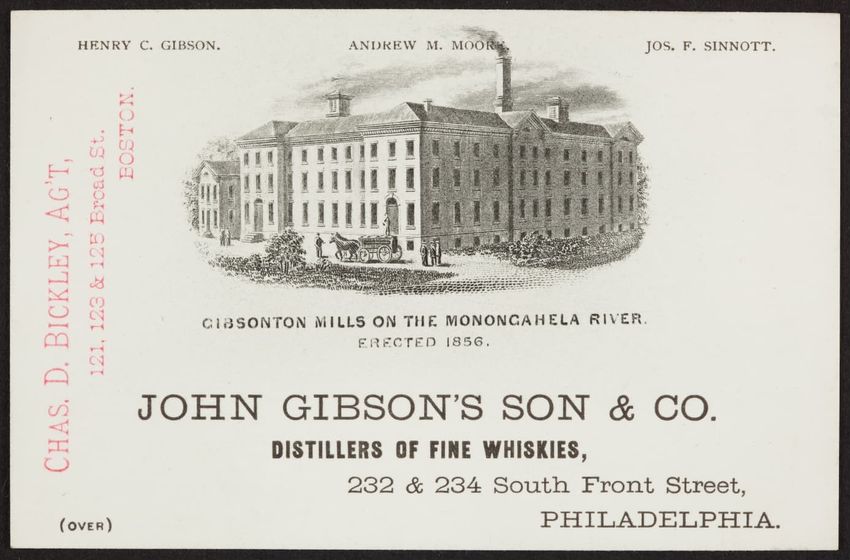 HENRY C. GIBSON. ANDREW M. MOORE. JOS. F. SINNOTT.
CHAS. D. BICKLEY, AG'T,
121, 123 & 125 Broad St.
BOSTON.
GIBSONTON MILLS ON THE MONONGAHELA RIVER.
ERECTED 1856.
JOHN GIBSON'S SON & CO.
DISTILLERS OF FINE WHISKIES,
232 & 234 South Front Street,
PHILADELPHIA.
(OVER)